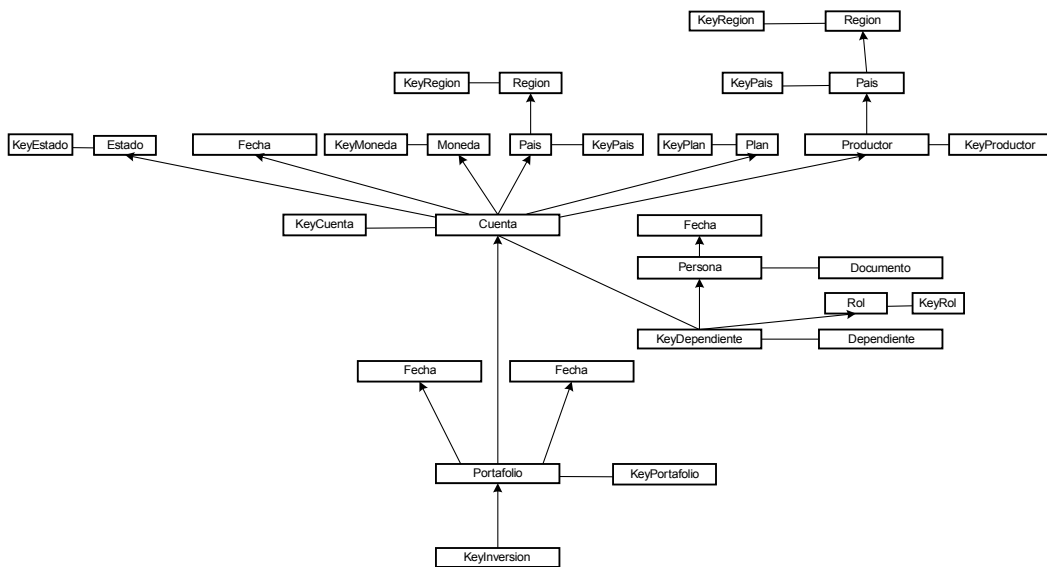 KeyRegion
Region
KeyRegion
Region
KeyPais
Pais
KeyEstado
Estado
Fecha
KeyMoneda
Moneda
Pais
KeyPais
KeyPlan
Plan
Productor
KeyProductor
KeyCuenta
Cuenta
Fecha
Persona
Documento
Rol
KeyRol
KeyDependiente
Dependiente
Fecha
Fecha
Portafolio
KeyPortafolio
KeyInversion